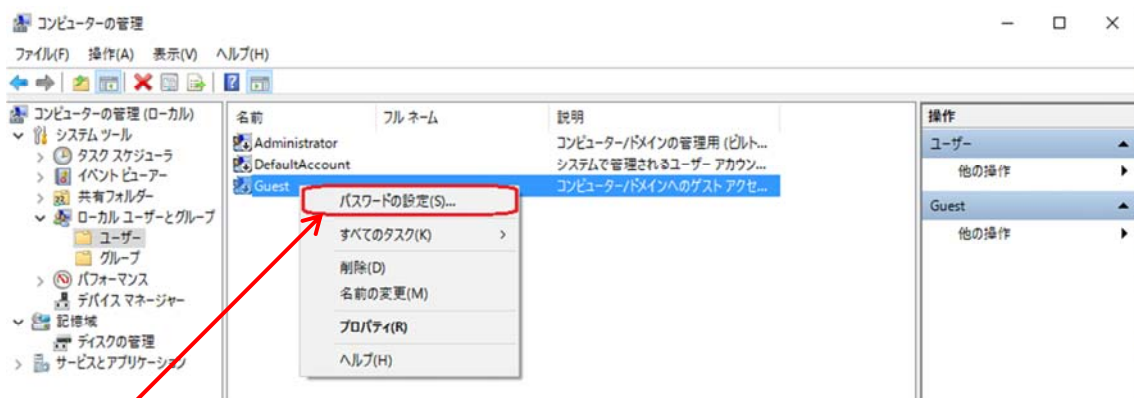 コンピューターの管理
ファイル(F) 操作(A) 表示(V) ヘルプ(H)
コンピューターの管理 (ローカル)
システム ツール
タスク スケジューラ
イベント ビューアー
共有フォルダー
ローカル ユーザーとグループ
ユーザー
グループ
パフォーマンス
デバイス マネージャー
記憶域
ディスクの管理
サービスとアプリケーション
名前 フル ネーム 説明
Administrator コンピューター/ドメインの管理用 (ビルト...
DefaultAccount システムで管理されるユーザー アカウン...
Guest コンピューター/ドメインへのゲスト アクセ...
パスワードの設定(S)...
すべてのタスク(K)
削除(D)
名前の変更(M)
プロパティ(R)
ヘルプ(H)
操作
ユーザー
他の操作
Guest
他の操作